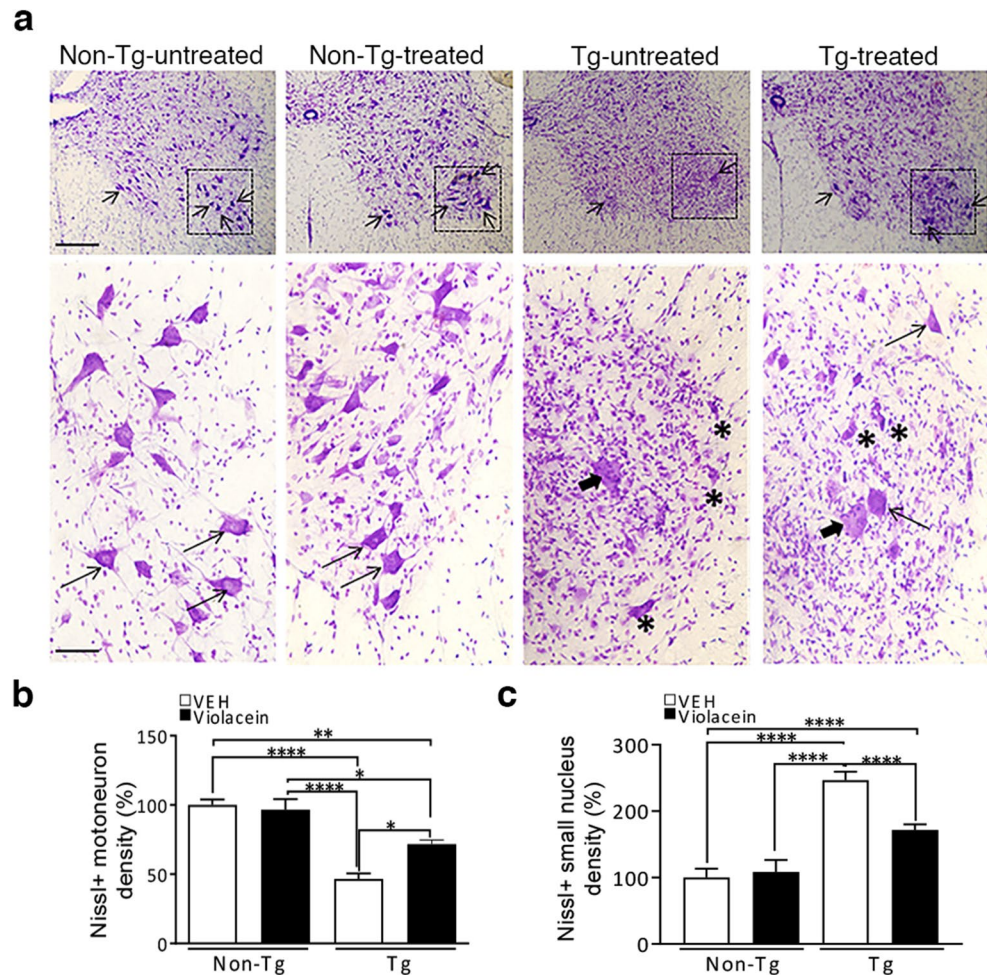 a
Non-Tg-untreated
Non-Tg-treated
Tg-untreated
Tg-treated
*
*
*
*
*
b
VEH
Violacein
Nissl+ motoneuron
density (%)
150
100
50
0
**
****
*
****
*
Non-Tg
Tg
c
VEH
Violacein
Nissl+ small nucleus
density (%)
300
200
100
0
****
****
****
****
Non-Tg
Tg